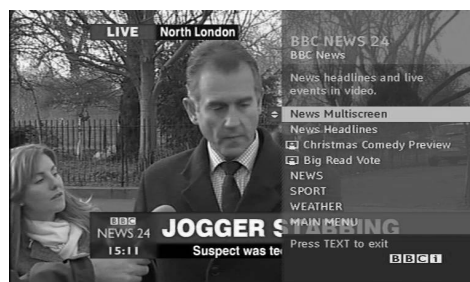 LIVE North London
BBC NEWS 24
BBC News
News headlines and live
events in video.
News Multiscreen
News Headlines
Christmas Comedy Preview
Big Read Vote
NEWS
SPORT
WEATHER
MAIN MENU
Press TEXT to exit
BBCi
BBC
NEWS 24
15:11
JOGGER STABBING
Suspect was tee